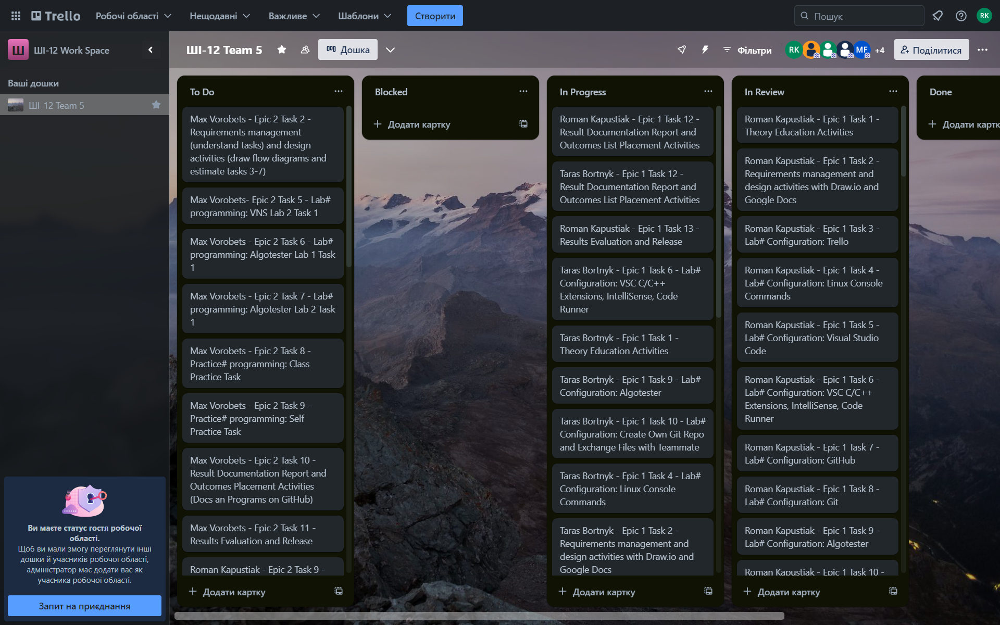 Trello
Робочі області
Нещодавні
Важливе
Шаблони
Створити
Пошук
RK
Ш
ШІ-12 Work Space
Ваші дошки
ШІ-12 Team 5
Ви маєте статус гостя робочої
області.
Щоб ви мали змогу переглянути інші
дошки й учасників робочої області,
адміністратор має додати вас як
учасника робочої області.
Запит на приєднання
ШІ-12 Team 5
Дошка
Фільтри
RK
MF
+4
Поділитися
To Do
Max Vorobets - Epic 2 Task 2 -
Requirements management
(understand tasks) and design
activities (draw flow diagrams and
estimate tasks 3-7)
Max Vorobets- Epic 2 Task 5 - Lab#
programming: VNS Lab 2 Task 1
Max Vorobets - Epic 2 Task 6 - Lab#
programming: Algotester Lab 1 Task
1
Max Vorobets - Epic 2 Task 7 - Lab#
programming: Algotester Lab 2 Task
1
Max Vorobets - Epic 2 Task 8 -
Practice# programming: Class
Practice Task
Max Vorobets - Epic 2 Task 9 -
Practice# programming: Self
Practice Task
Max Vorobets - Epic 2 Task 10 -
Result Documentation Report and
Outcomes Placement Activities
(Docs an Programs on GitHub)
Max Vorobets - Epic 2 Task 11 -
Results Evaluation and Release
Roman Kapustiak - Epic 2 Task 9 -
Додати картку
Blocked
Додати картку
In Progress
Roman Kapustiak - Epic 1 Task 12 -
Result Documentation Report and
Outcomes List Placement Activities
Taras Bortnyk - Epic 1 Task 12 -
Result Documentation Report and
Outcomes List Placement Activities
Roman Kapustiak - Epic 1 Task 13 -
Results Evaluation and Release
Taras Bortnyk - Epic 1 Task 6 - Lab#
Configuration: VSC C/C++
Extensions, IntelliSense, Code
Runner
Taras Bortnyk - Epic 1 Task 1 -
Theory Education Activities
Taras Bortnyk - Epic 1 Task 9 - Lab#
Configuration: Algotester
Taras Bortnyk - Epic 1 Task 10 - Lab#
Configuration: Create Own Git Repo
and Exchange Files with Teammate
Taras Bortnyk - Epic 1 Task 4 - Lab#
Configuration: Linux Console
Commands
Taras Bortnyk - Epic 1 Task 2 -
Requirements management and
design activities with Draw.io and
Google Docs
Додати картку
In Review
Roman Kapustiak - Epic 1 Task 1 -
Theory Education Activities
Roman Kapustiak - Epic 1 Task 2 -
Requirements management and
design activities with Draw.io and
Google Docs
Roman Kapustiak - Epic 1 Task 3 -
Lab# Configuration: Trello
Roman Kapustiak - Epic 1 Task 4 -
Lab# Configuration: Linux Console
Commands
Roman Kapustiak - Epic 1 Task 5 -
Lab# Configuration: Visual Studio
Code
Roman Kapustiak - Epic 1 Task 6 -
Lab# Configuration: VSC C/C++
Extensions, IntelliSense, Code
Runner
Roman Kapustiak - Epic 1 Task 7 -
Lab# Configuration: GitHub
Roman Kapustiak - Epic 1 Task 8 -
Lab# Configuration: Git
Roman Kapustiak - Epic 1 Task 9 -
Lab# Configuration: Algotester
Roman Kapustiak - Epic 1 Task 10 -
Додати картку
Done
Додати картк